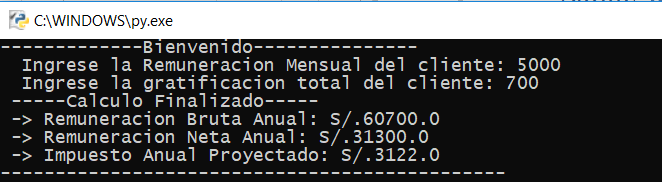 C:\WINDOWS\py.exe
-------------Bienvenido---------------
Ingrese la Remuneracion Mensual del cliente: 5000
Ingrese la gratificacion total del cliente: 700
-----Calculo Finalizado-----
-> Remuneracion Bruta Anual: S/.60700.0
-> Remuneracion Neta Anual: S/.31300.0
-> Impuesto Anual Proyectado: S/.3122.0
----------------------------------------------